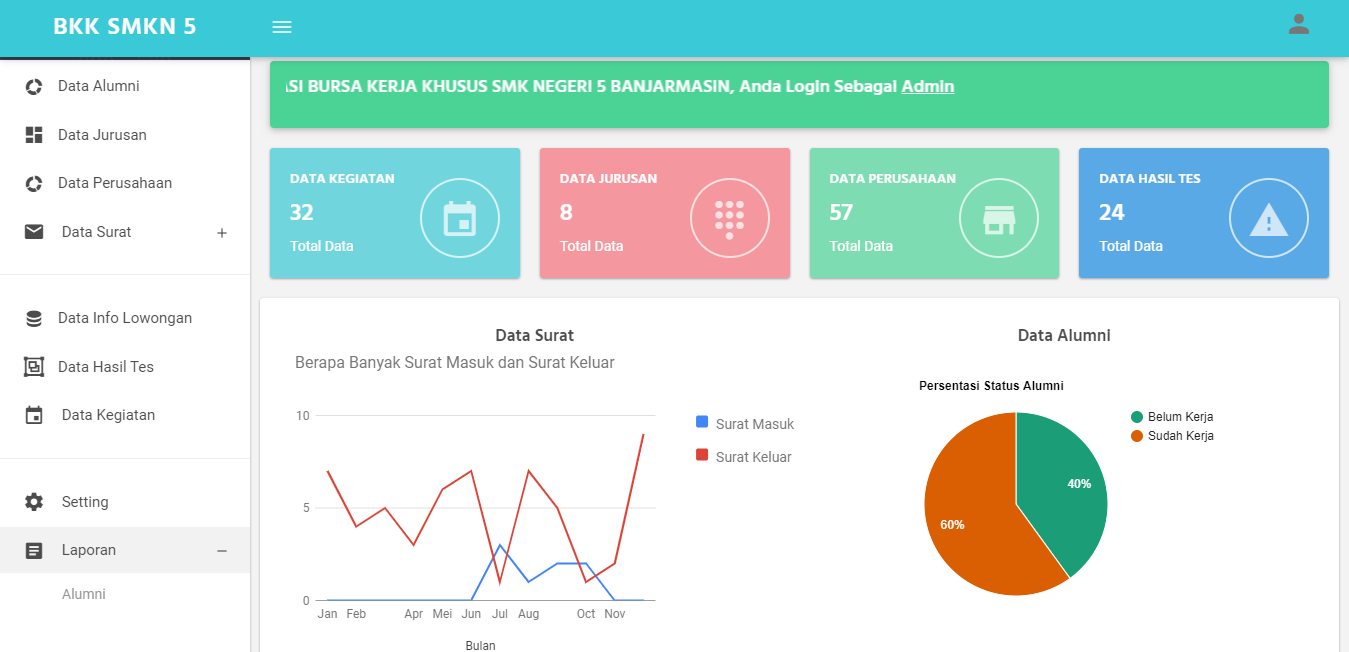 BKK SMKN 5
Data Alumni
Data Jurusan
Data Perusahaan
Data Surat +
Data Info Lowongan
Data Hasil Tes
Data Kegiatan
Setting
Laporan −
Alumni
BURSA KERJA KHUSUS SMK NEGERI 5 BANJARMASIN, Anda Login Sebagai Admin
DATA KEGIATAN
32
Total Data
DATA JURUSAN
8
Total Data
DATA PERUSAHAAN
57
Total Data
DATA HASIL TES
24
Total Data
Data Surat
Berapa Banyak Surat Masuk dan Surat Keluar
10
5
0
Jan Feb Apr Mei Jun Jul Aug Oct Nov
Bulan
Surat Masuk
Surat Keluar
Data Alumni
Persentasi Status Alumni
40%
60%
Belum Kerja
Sudah Kerja